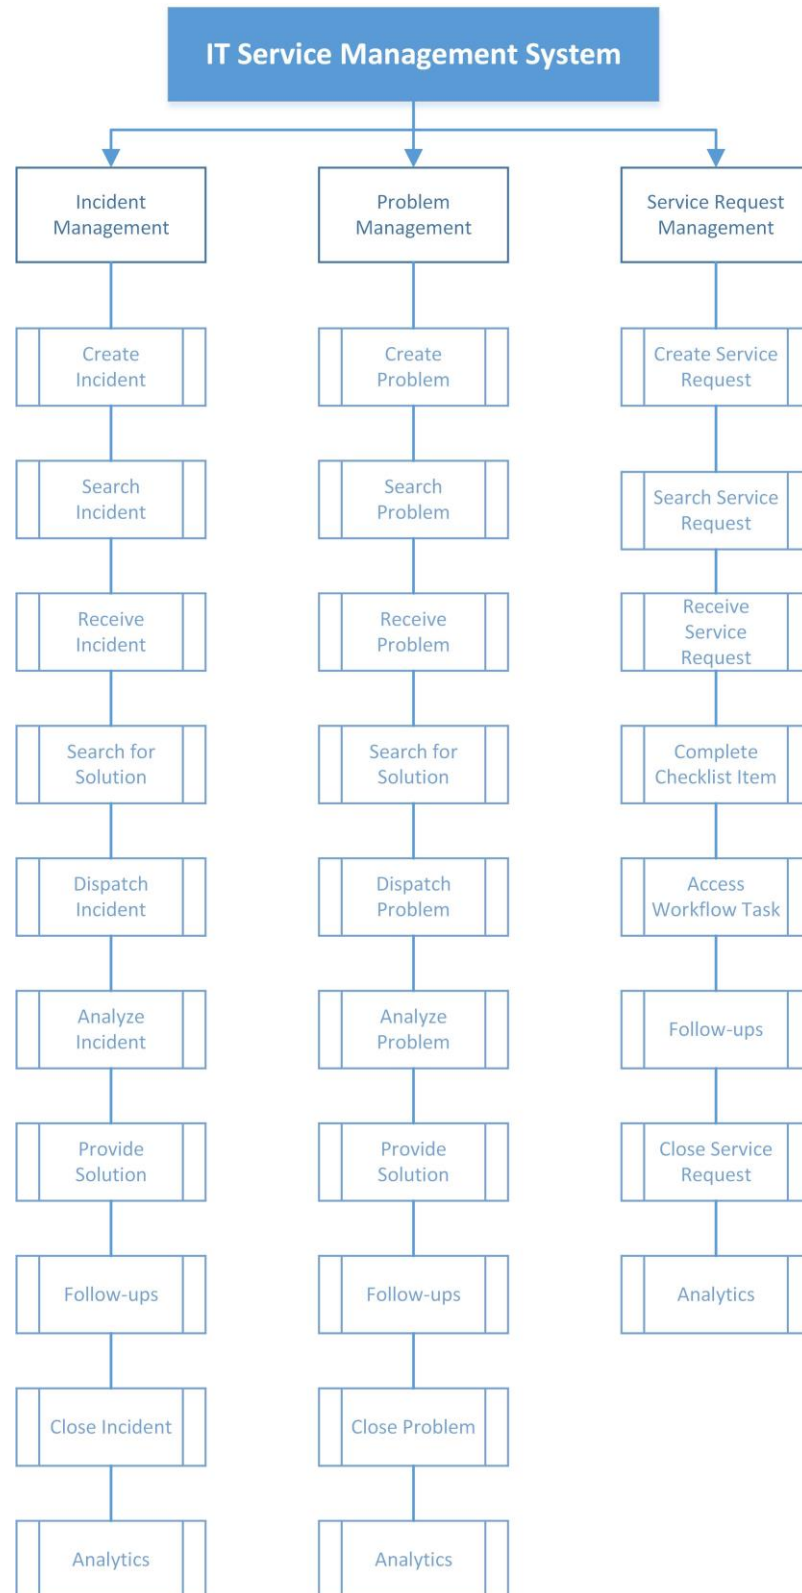 IT Service Management System
Incident
Management
Problem
Management
Service Request
Management
Create
Incident
Create
Problem
Create Service
Request
Search
Incident
Search
Problem
Search Service
Request
Receive
Incident
Receive
Problem
Receive
Service
Request
Search for
Solution
Search for
Solution
Complete
Checklist Item
Dispatch
Incident
Dispatch
Problem
Access
Workflow Task
Analyze
Incident
Analyze
Problem
Follow-ups
Provide
Solution
Provide
Solution
Close Service
Request
Follow-ups
Follow-ups
Analytics
Close Incident
Close Problem
Analytics
Analytics